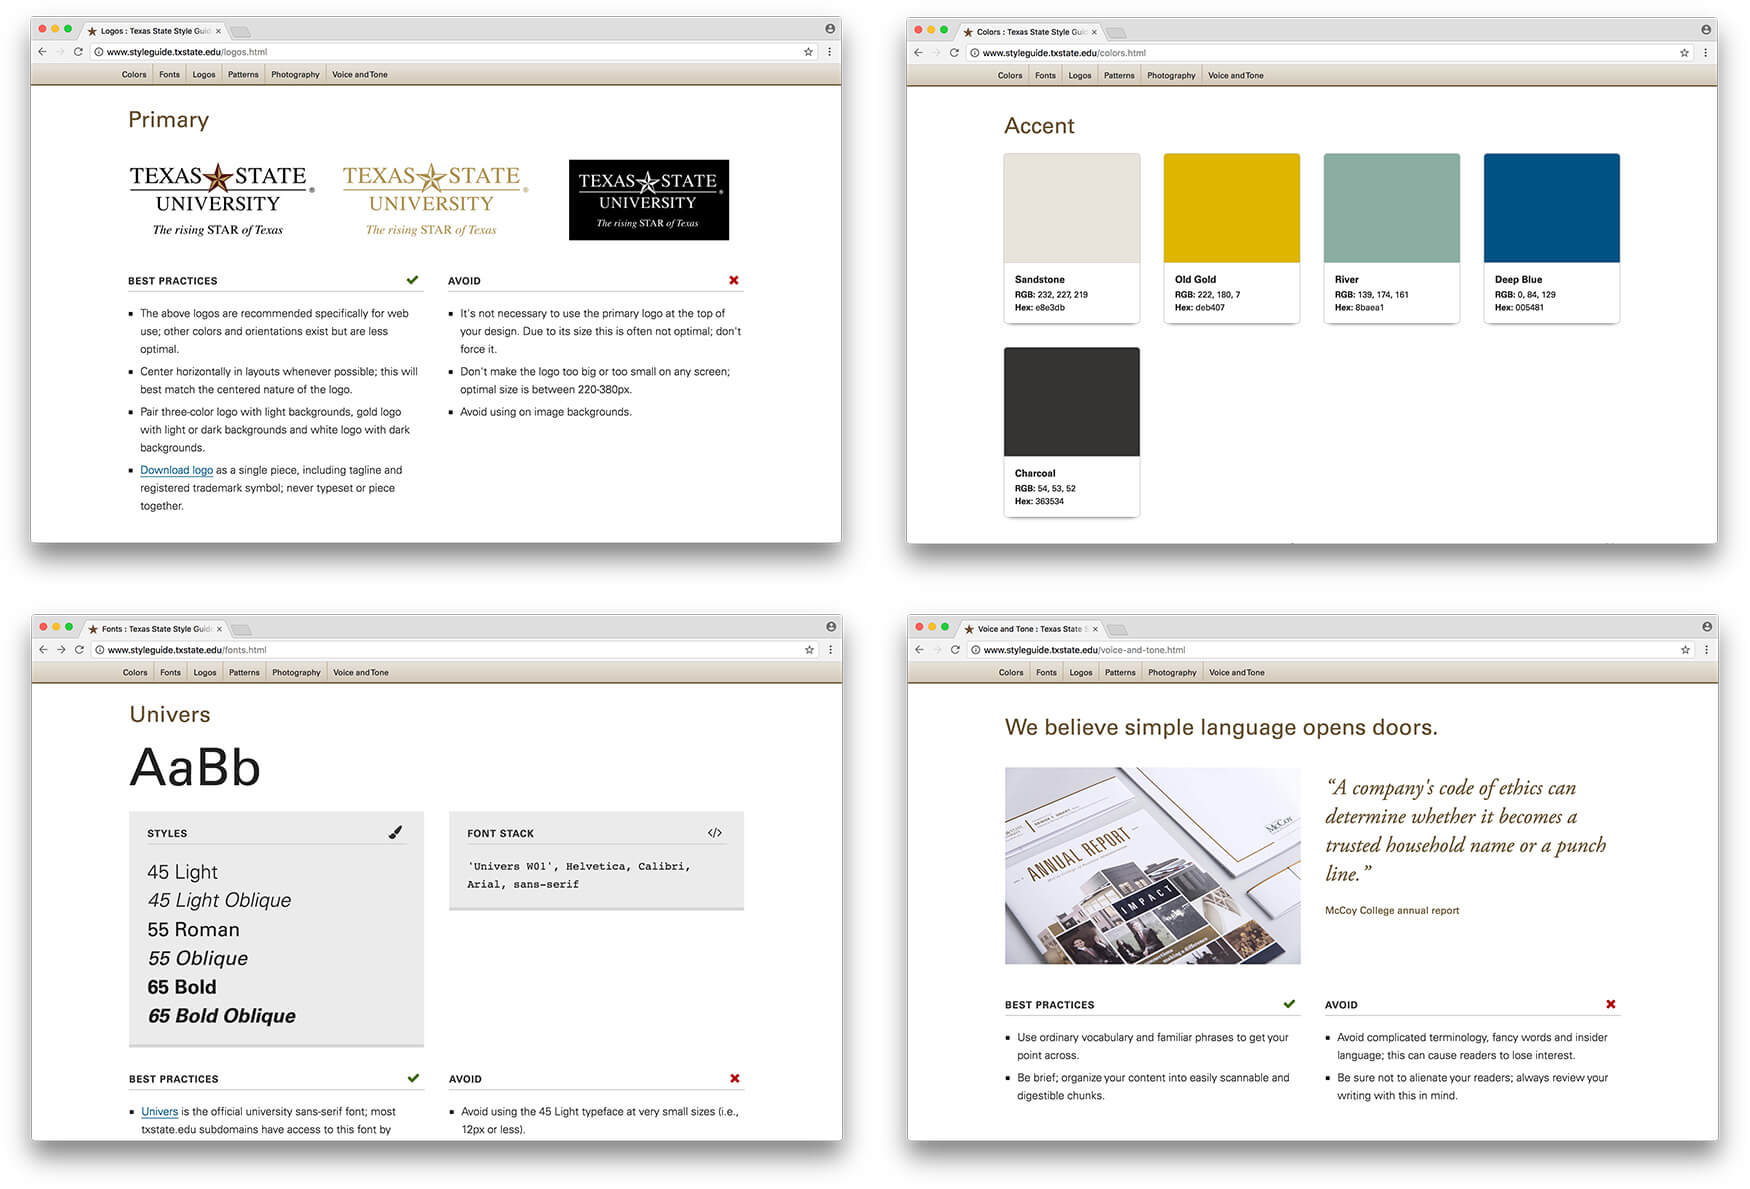 Logos : Texas State Style Guid
www.styleguide.txstate.edu/logos.html
Colors Fonts Logos Patterns Photography Voice and Tone
Primary
TEXAS STATE ®
UNIVERSITY
The rising STAR of Texas
TEXAS STATE ®
UNIVERSITY
The rising STAR of Texas
TEXAS STATE ®
UNIVERSITY
The rising STAR of Texas
BEST PRACTICES
The above logos are recommended specifically for web
use; other colors and orientations exist but are less
optimal.
Center horizontally in layouts whenever possible; this will
best match the centered nature of the logo.
Pair three-color logo with light backgrounds, gold logo
with light or dark backgrounds and white logo with dark
backgrounds.
Download logo as a single piece, including tagline and
registered trademark symbol; never typeset or piece
together.
AVOID
It's not necessary to use the primary logo at the top of
your design. Due to its size this is often not optimal; don't
force it.
Don't make the logo too big or too small on any screen;
optimal size is between 220-380px.
Avoid using on image backgrounds.
Colors : Texas State Style Gui
www.styleguide.txstate.edu/colors.html
Colors Fonts Logos Patterns Photography Voice and Tone
Accent
Sandstone
RGB: 232, 227, 219
Hex: e8e3db
Old Gold
RGB: 222, 180, 7
Hex: deb407
River
RGB: 139, 174, 161
Hex: 8baea1
Deep Blue
RGB: 0, 84, 129
Hex: 005481
Charcoal
RGB: 54, 53, 52
Hex: 363534
Fonts : Texas State Style Guid
www.styleguide.txstate.edu/fonts.html
Colors Fonts Logos Patterns Photography Voice and Tone
Univers
AaBb
STYLES
45 Light
45 Light Oblique
55 Roman
55 Oblique
65 Bold
65 Bold Oblique
FONT STACK </>
'Univers W01', Helvetica, Calibri,
Arial, sans-serif
BEST PRACTICES
Univers is the official university sans-serif font; most
txstate.edu subdomains have access to this font by
AVOID
Avoid using the 45 Light typeface at very small sizes (i.e.,
12px or less).
Voice and Tone : Texas State S
www.styleguide.txstate.edu/voice-and-tone.html
Colors Fonts Logos Patterns Photography Voice and Tone
We believe simple language opens doors.
McCoy
ANNUAL REPORT
IMPACT
making a difference
“A company's code of ethics can
determine whether it becomes a
trusted household name or a punch
line.”
McCoy College annual report
BEST PRACTICES
Use ordinary vocabulary and familiar phrases to get your
point across.
Be brief; organize your content into easily scannable and
digestible chunks.
AVOID
Avoid complicated terminology, fancy words and insider
language; this can cause readers to lose interest.
Be sure not to alienate your readers; always review your
writing with this in mind.